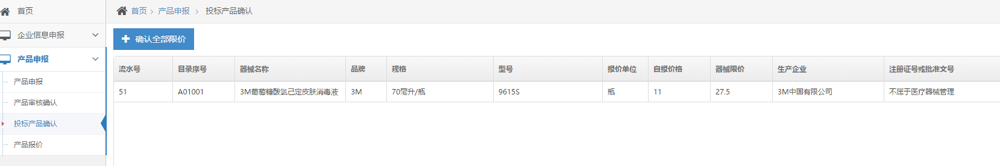 首页
企业信息申报
产品申报
产品申报
产品审核确认
投标产品确认
产品报价
首页 > 产品申报 > 投标产品确认
确认全部限价
流水号 目录序号 器械名称 品牌 规格 型号 报价单位 自报价格 器械限价 生产企业 注册证号或批准文号
51 A01001 3M葡萄糖酸氯己定皮肤消毒液 3M 70毫升/瓶 9615S 瓶 11 27.5 3M中国有限公司 不属于医疗器械管理